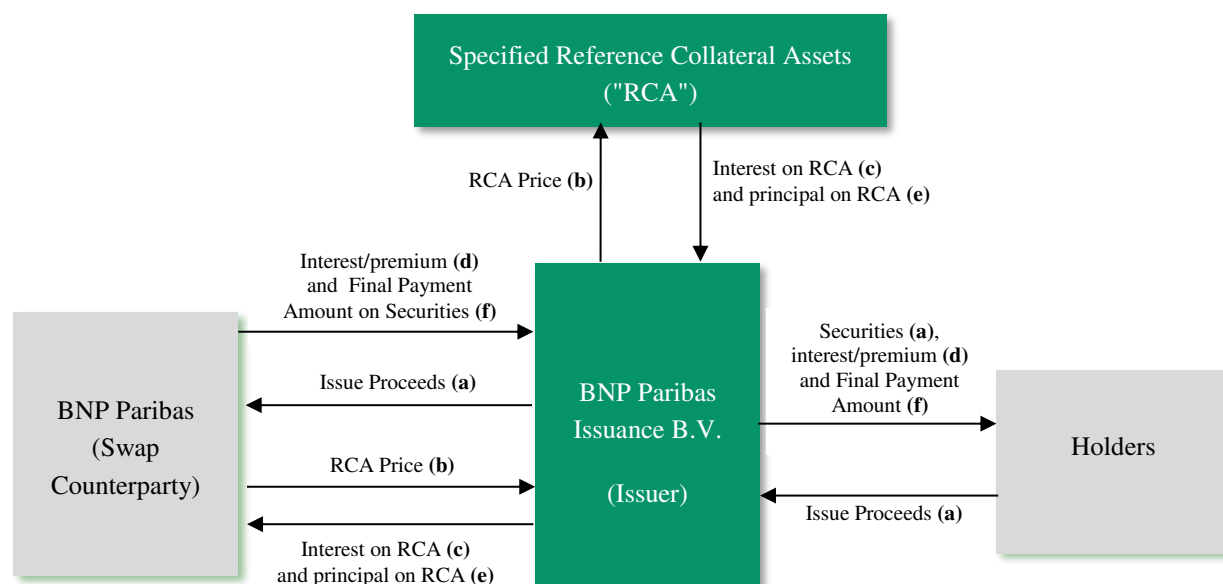 Specified Reference Collateral Assets
("RCA")
RCA Price (b)
Interest on RCA (c)
and principal on RCA (e)
Interest/premium (d)
and Final Payment
Amount on Securities (f)
Issue Proceeds (a)
BNP Paribas
(Swap
Counterparty)
RCA Price (b)
Interest on RCA (c)
and principal on RCA (e)
BNP Paribas
Issuance B.V.
(Issuer)
Securities (a),
interest/premium (d)
and Final Payment
Amount (f)
Issue Proceeds (a)
Holders